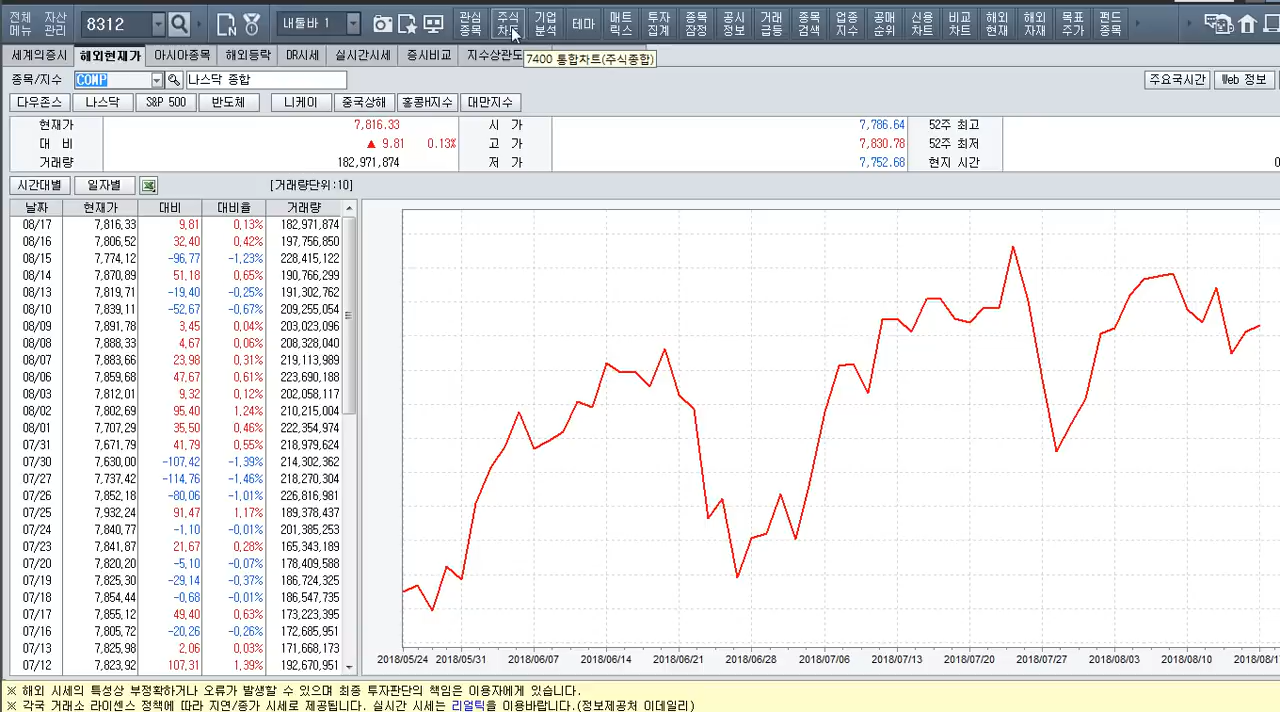 전체 자산 8312 내툴바 1 관심 주식 기업 테마 매트 투자 종목 공시 거래 종목 업종 공매 신용 비교 해외 해외 목표 펀드
메뉴 관리 종목 차트 분석 릭스 집계 잠정 정보 급등 검색 지수 순위 차트 차트 현재 자재 주가 종목
세계의증시 해외현재가 아시아종목 해외등락 DR시세 실시간시세 증시비교 지수상관도 7400 통합차트(주식종합)
종목/지수 COMP 나스닥 종합 주요국시간 Web 정보
다우존스 나스닥 S&P 500 반도체 니케이 중국상해 홍콩H지수 대만지수
현재가 7,816.33 시 가 7,786.64 52주 최고
대 비 ▲ 9.81 0.13% 고 가 7,830.78 52주 최저
거래량 182,971,874 저 가 7,752.68 현지 시간 0
시간대별 일자별 [거래량단위:10]
날짜 현재가 대비 대비율 거래량
08/17 7,816,33 9,81 0,13% 182,971,874
08/16 7,806,52 32,40 0,42% 197,756,850
08/15 7,774,12 -96,77 -1,23% 228,415,122
08/14 7,870,89 51,18 0,65% 190,765,299
08/13 7,819,71 -19,40 -0,25% 191,302,762
08/10 7,839,11 -52,67 -0,67% 209,255,054
08/09 7,891,78 3,45 0,04% 203,023,096
08/08 7,888,33 4,67 0,06% 208,328,040
08/07 7,883,66 23,98 0,31% 219,113,989
08/06 7,859,68 47,67 0,61% 223,690,188
08/03 7,812,01 9,32 0,12% 202,058,117
08/02 7,802,69 95,40 1,24% 210,215,004
08/01 7,707,29 35,50 0,46% 222,354,974
07/31 7,671,79 41,79 0,55% 218,979,624
07/30 7,630,00 -107,42 -1,39% 214,302,362
07/27 7,737,42 -114,76 -1,46% 218,270,304
07/26 7,852,18 -80,06 -1,01% 226,816,981
07/25 7,932,24 91,47 1,17% 189,378,437
07/24 7,840,77 -1,10 -0,01% 201,385,253
07/23 7,841,87 21,67 0,28% 165,343,189
07/20 7,820,20 -5,10 -0,07% 178,409,588
07/19 7,825,30 -29,14 -0,37% 186,724,325
07/18 7,854,44 -0,68 -0,01% 186,547,735
07/17 7,855,12 49,40 0,63% 173,223,395
07/16 7,805,72 -20,26 -0,26% 172,685,951
07/13 7,825,98 2,06 0,03% 171,668,173
07/12 7,823,92 107,31 1,39% 192,670,951
2018/05/24 2018/05/31 2018/06/07 2018/06/14 2018/06/21 2018/06/28 2018/07/06 2018/07/13 2018/07/20 2018/07/27 2018/08/03 2018/08/10 2018/08/1
※ 해외 시세의 특성상 부정확하거나 오류가 발생할 수 있으며 최종 투자판단의 책임은 이용자에게 있습니다.
※ 각국 거래소 라이센스 정책에 따라 지연/종가 시세로 제공됩니다. 실시간 시세는 리얼틱을 이용바랍니다.(정보제공처 이데일리)